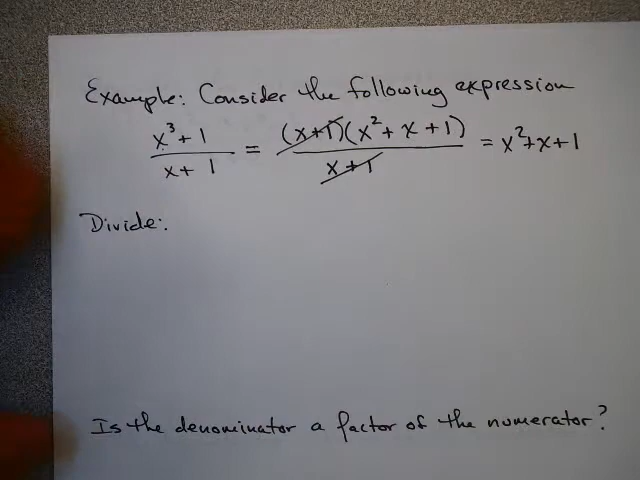 Example: Consider the following expression
(x³ + 1)/(x + 1) = (x+1)(x² + x + 1)/(x + 1) = x² + x + 1
Divide:
Is the denominator a factor of the numerator?